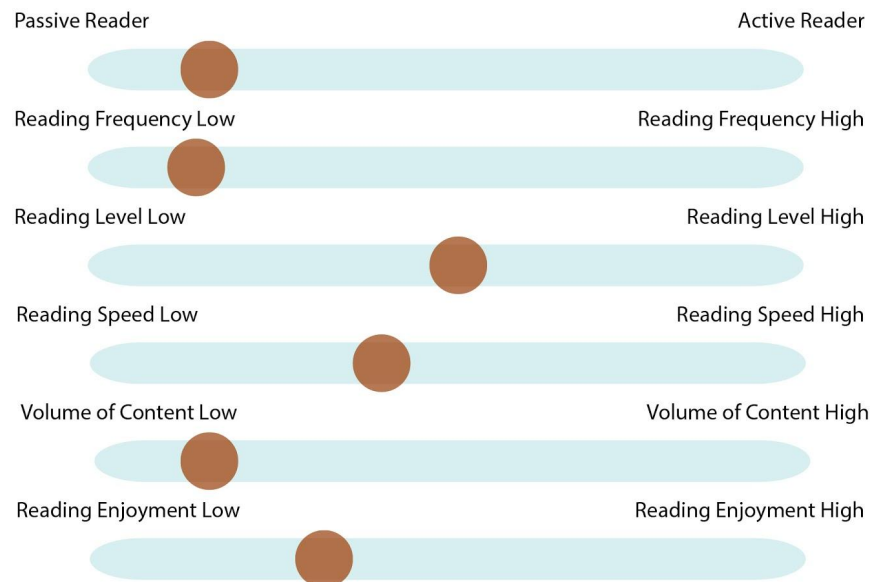 Passive Reader Active Reader
Reading Frequency Low Reading Frequency High
Reading Level Low Reading Level High
Reading Speed Low Reading Speed High
Volume of Content Low Volume of Content High
Reading Enjoyment Low Reading Enjoyment High